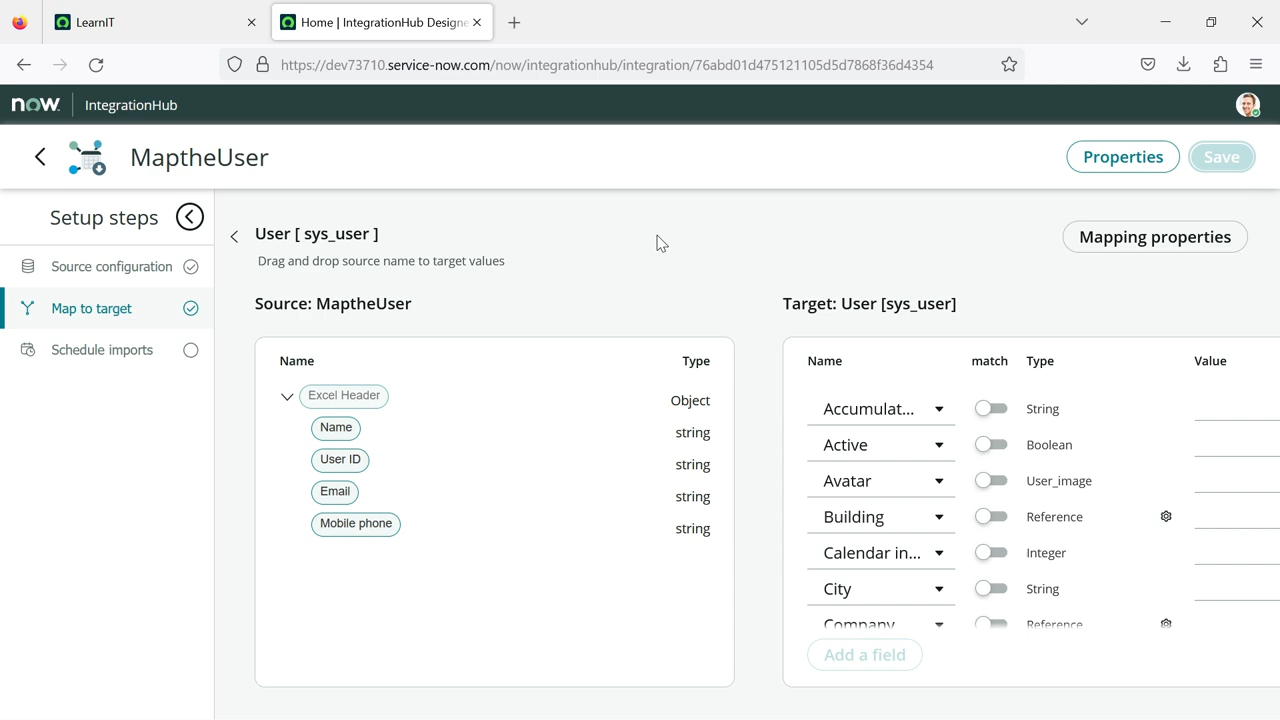 LearnIT
Home | IntegrationHub Designe
https://dev73710.service-now.com/now/integrationhub/integration/76abd01d475121105d5d7868f36d4354
now. IntegrationHub
MaptheUser
Properties
Save
Setup steps
Source configuration
Map to target
Schedule imports
User [ sys_user ]
Drag and drop source name to target values
Mapping properties
Source: MaptheUser
Name Type
Excel Header Object
Name string
User ID string
Email string
Mobile phone string
Target: User [sys_user]
Name match Type Value
Accumulat... String
Active Boolean
Avatar User_image
Building Reference
Calendar in... Integer
City String
Company Reference
Add a field